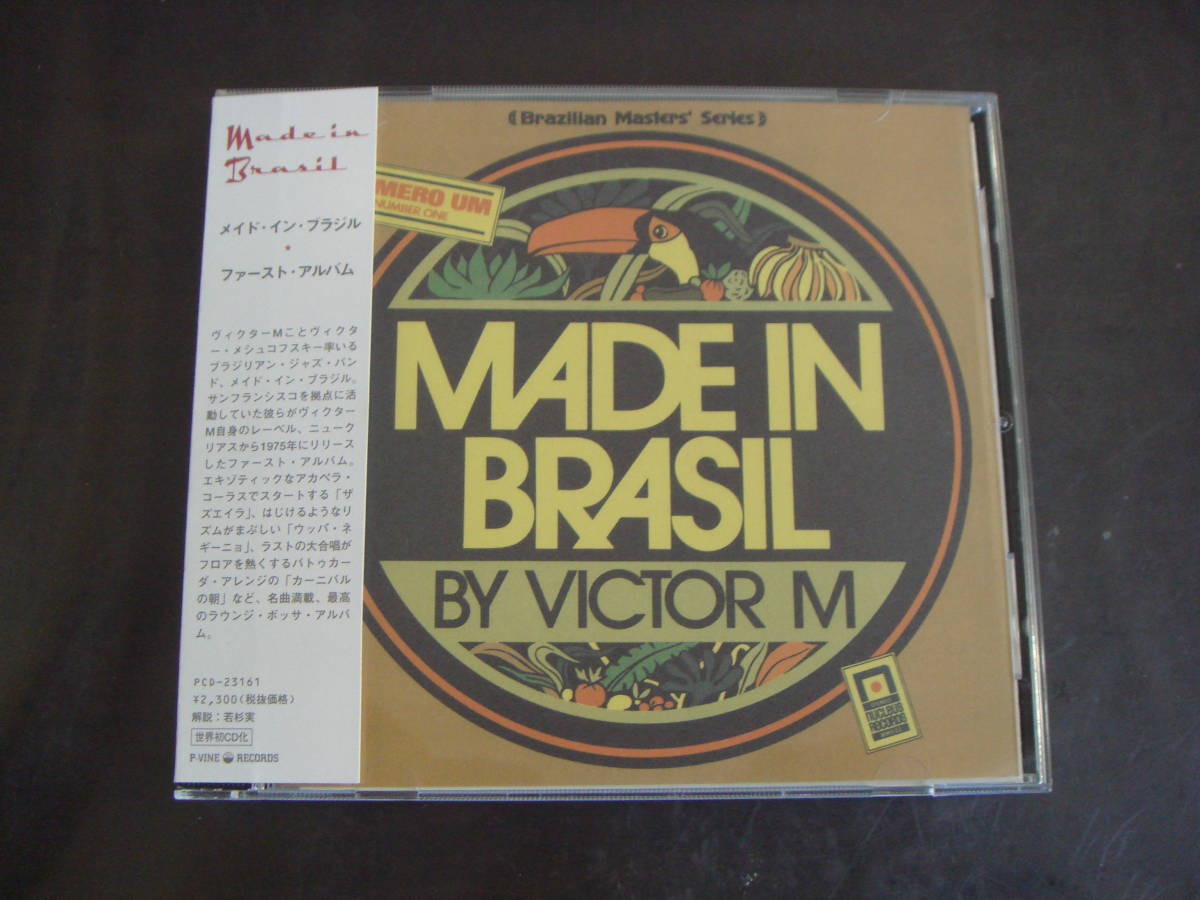 Made in
Brasil
メイド・イン・ブラジル
★
ファースト・アルバム
ヴィクターMことヴィクタ
ー・メシュコフスキー率いる
ブラジリアン・ジャズ・バン
ド、メイド・イン・ブラジル。
サンフランシスコを拠点に活
動していた彼らがヴィクター
M自身のレーベル、ニューク
リアスから1975年にリリース
したファースト・アルバム。
エキゾティックなアカペラ・
コーラスでスタートする「ザ
ズエイラ」、はじけるようなリ
ズムがまぶしい「ウッパ・ネ
ギーニョ」、ラストの大合唱が
フロアを熱くするバトゥカー
ダ・アレンジの「カーニバル
の朝」など、名曲満載、最高
のラウンジ・ボッサ・アルバ
ム。
PCD-23161
¥2,300(税抜価格)
解説:若杉実
世界初CD化
P-VINE RECORDS
《Brazilian Masters' Series》
MERO UM
NUMBER ONE
MADE IN
BRASIL
BY VICTOR M
NUCLEUS
RECORDS